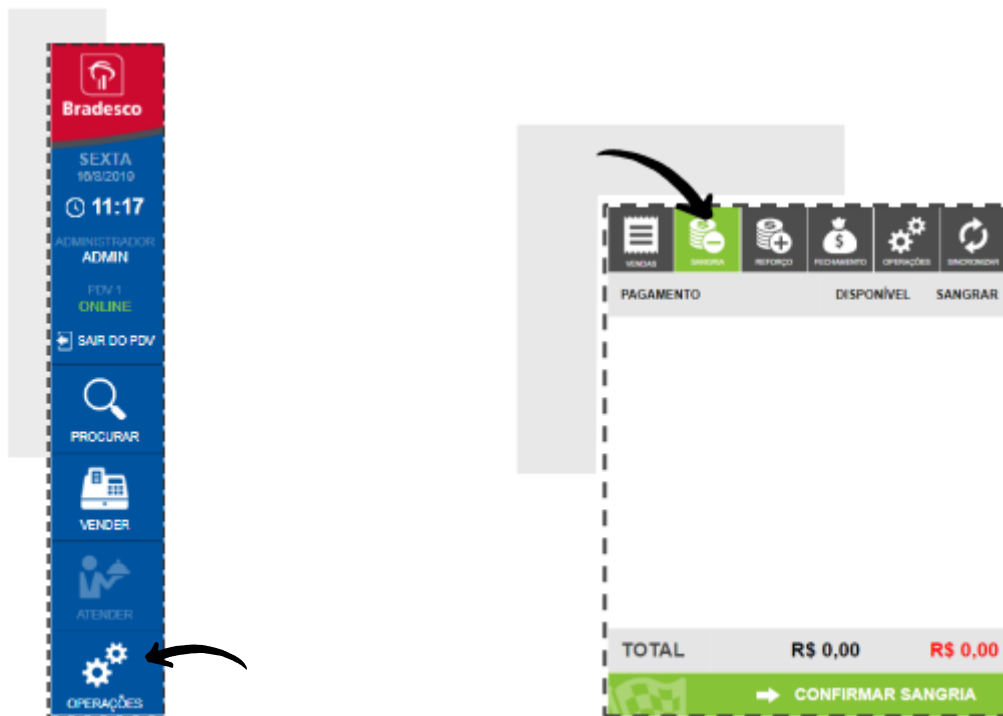 Bradesco
SEXTA
16/8/2019
11:17
ADMINISTRADOR
ADMIN
PDV 1
ONLINE
SAIR DO PDV
PROCURAR
VENDER
ATENDER
OPERAÇÕES
VENDAS SANGRIA REFORÇO FECHAMENTO OPERAÇÕES SINCRONIZAR
PAGAMENTO DISPONÍVEL SANGRAR
TOTAL R$ 0,00 R$ 0,00
CONFIRMAR SANGRIA